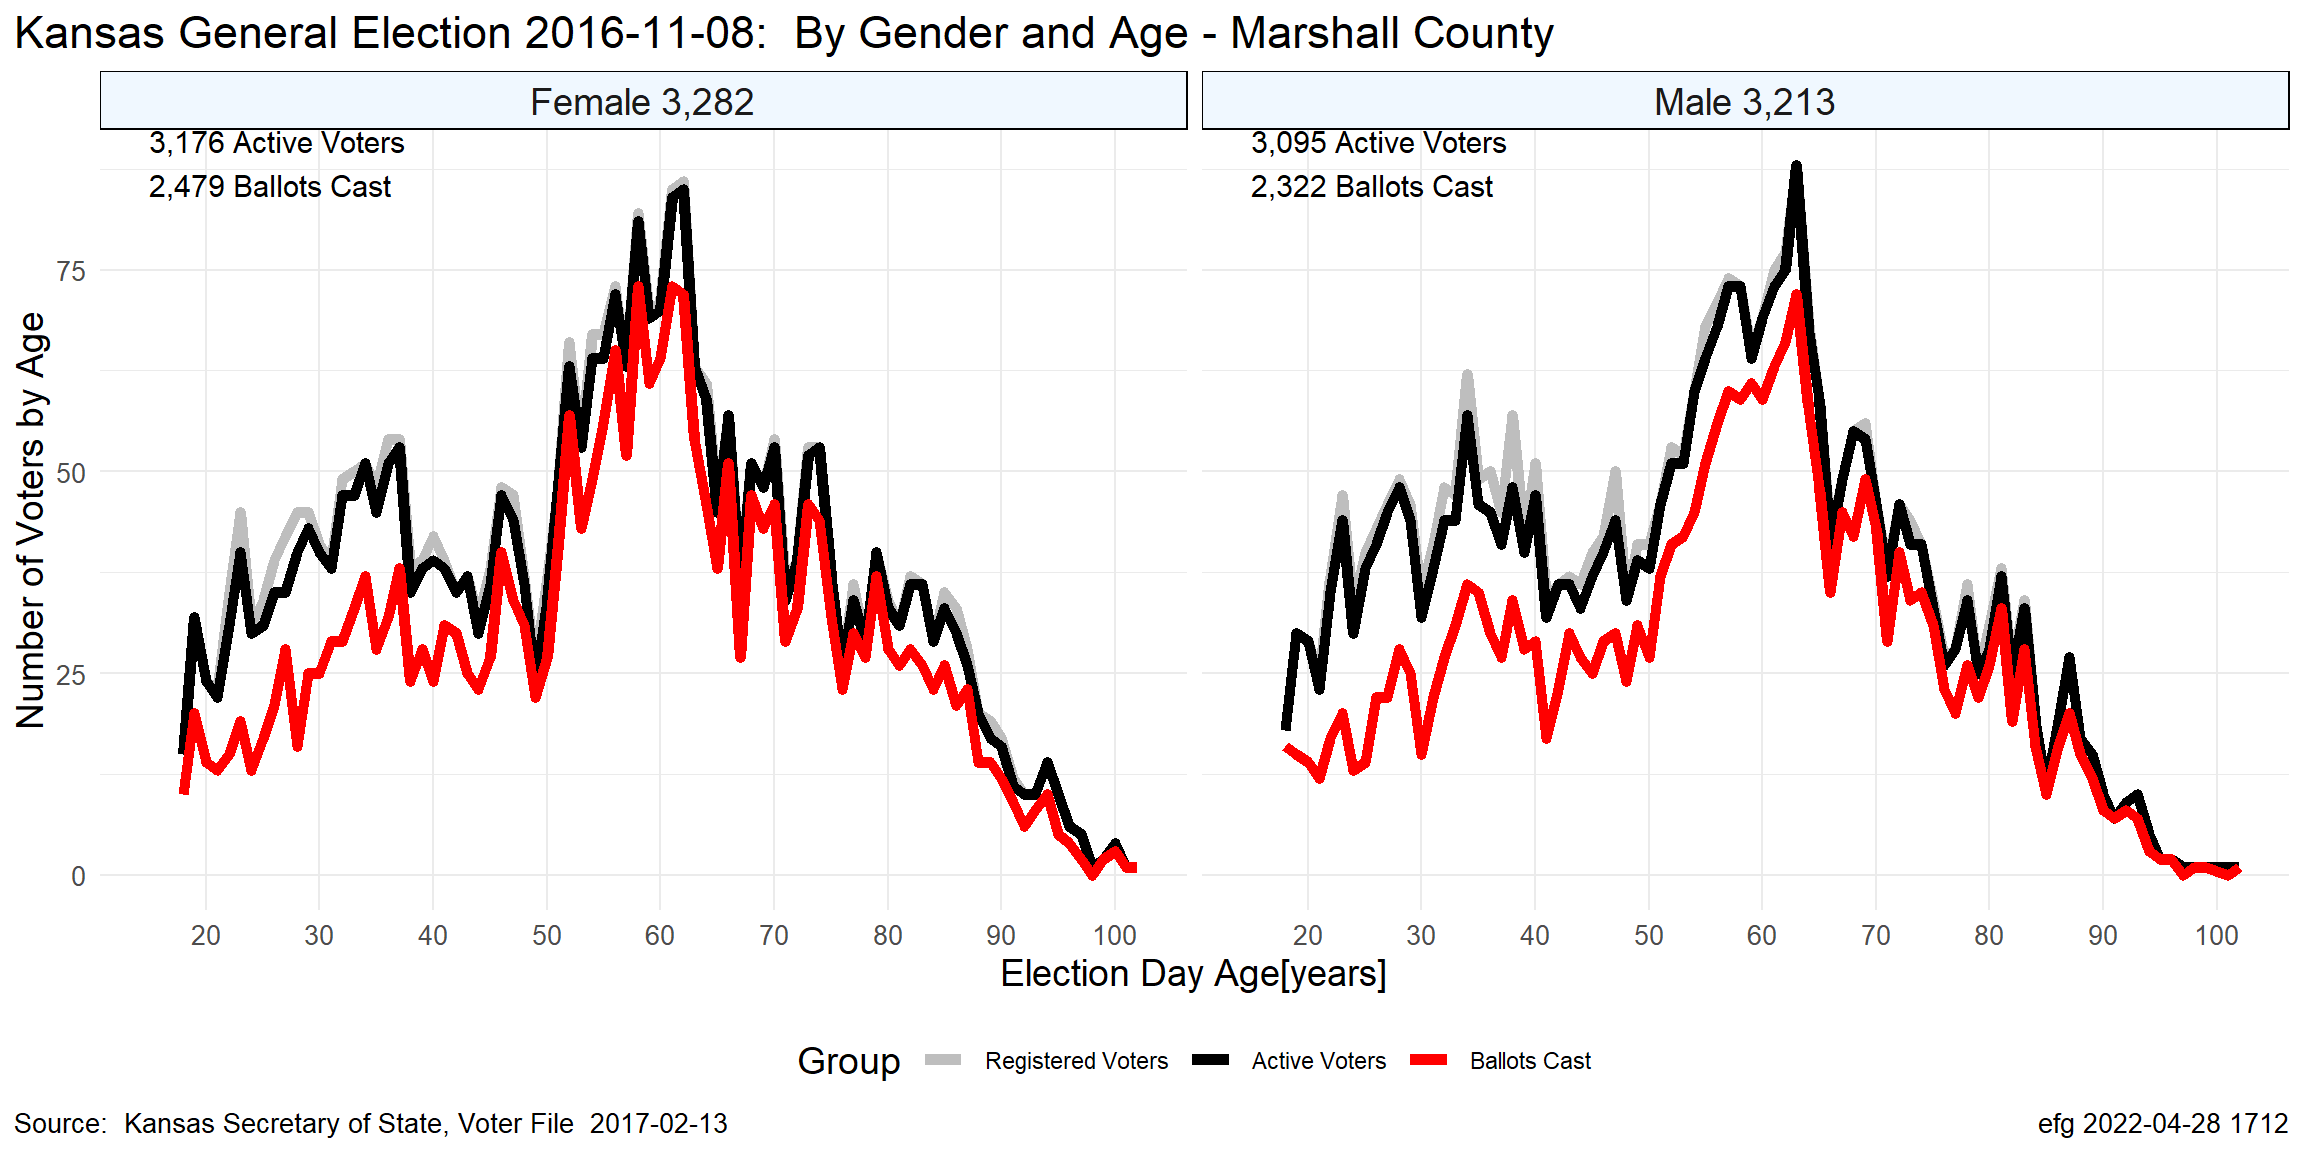 Kansas General Election 2016-11-08:  By Gender and Age - Marshall County
Female 3,282
Male 3,213
3,176 Active Voters
2,479 Ballots Cast
3,095 Active Voters
2,322 Ballots Cast
Number of Voters by Age
75
50
25
0
20 30 40 50 60 70 80 90 100
20 30 40 50 60 70 80 90 100
Election Day Age[years]
Group Registered Voters Active Voters Ballots Cast
Source:  Kansas Secretary of State, Voter File  2017-02-13
efg 2022-04-28 1712